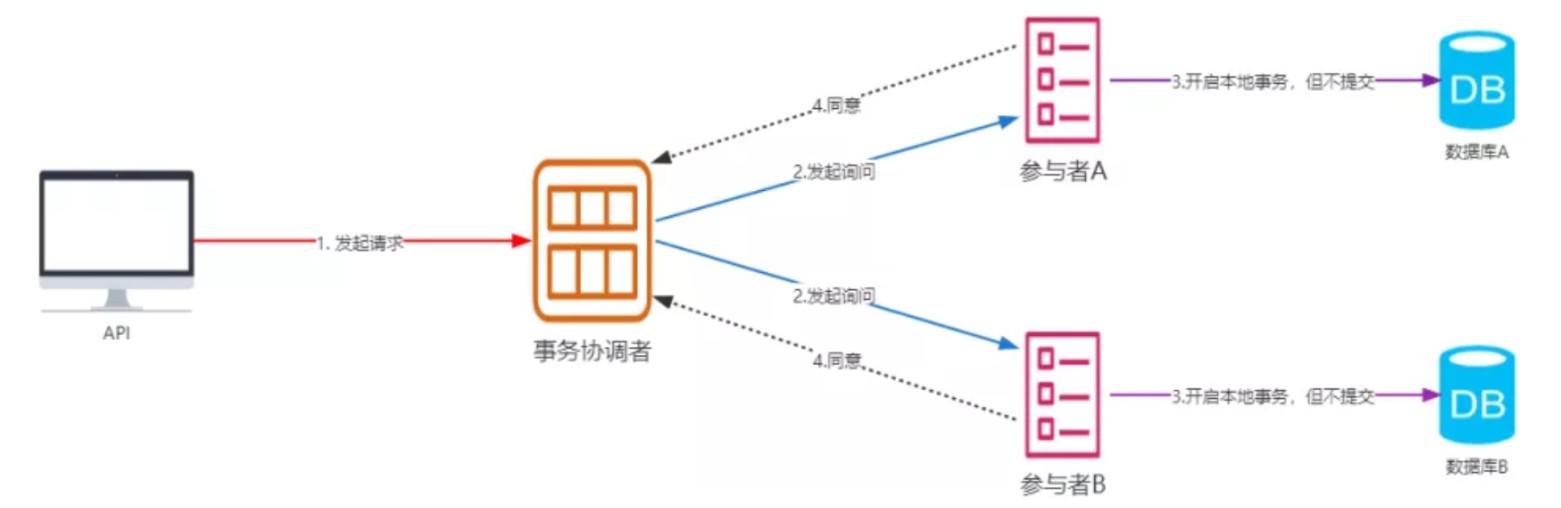 4.同意
3.开启本地事务，但不提交
DB
数据库A
2.发起询问
参与者A
1. 发起请求
API
事务协调者
2.发起询问
4.同意
3.开启本地事务，但不提交
DB
数据库B
参与者B